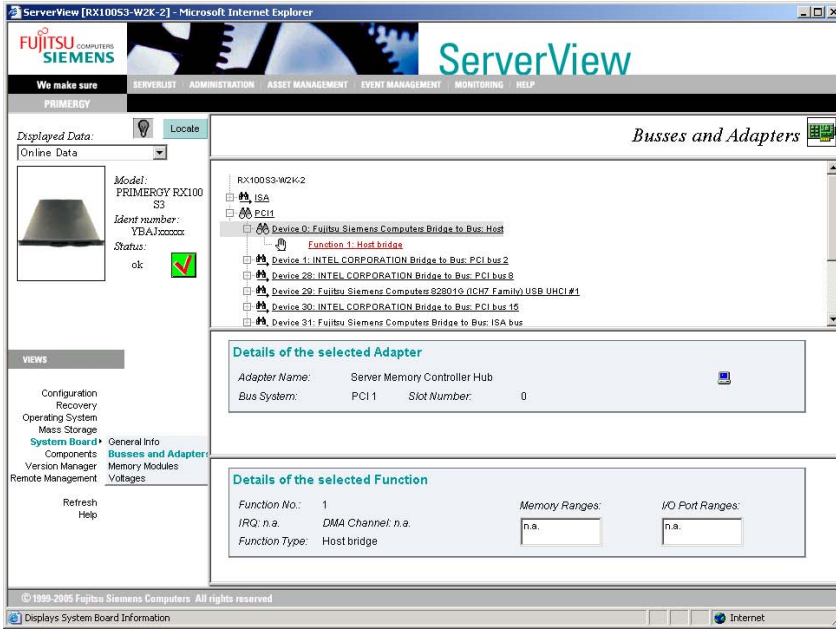 ServerView [RX100S3-W2K-2] - Microsoft Internet Explorer
FUJITSU COMPUTERS
SIEMENS
ServerView
We make sure
SERVERLIST ADMINISTRATION ASSET MANAGEMENT EVENT MANAGEMENT MONITORING HELP
PRIMERGY
Displayed Data:
Locate
Online Data
Busses and Adapters
Model:
PRIMERGY RX100
S3
Ident number:
YBAJxxxxxx
Status:
ok
RX100S3-W2K-2
ISA
PCI1
Device 0: Fujitsu Siemens Computers Bridge to Bus: Host
Function 1: Host bridge
Device 1: INTEL CORPORATION Bridge to Bus: PCI bus 2
Device 28: INTEL CORPORATION Bridge to Bus: PCI bus 8
Device 29: Fujitsu Siemens Computers 82801G (ICH7 Family) USB UHCI #1
Device 30: INTEL CORPORATION Bridge to Bus: PCI bus 15
Device 31: Fujitsu Siemens Computers Bridge to Bus: ISA bus
VIEWS
Configuration
Recovery
Operating System
Mass Storage
System Board
Components
Version Manager
Remote Management
Refresh
Help
General Info
Busses and Adapters
Memory Modules
Voltages
Details of the selected Adapter
Adapter Name: Server Memory Controller Hub
Bus System: PCI 1 Slot Number: 0
Details of the selected Function
Function No.: 1 Memory Ranges: I/O Port Ranges:
IRQ: n.a. DMA Channel: n.a. n.a. n.a.
Function Type: Host bridge
© 1999-2005 Fujitsu Siemens Computers All rights reserved
Displays System Board Information
Internet